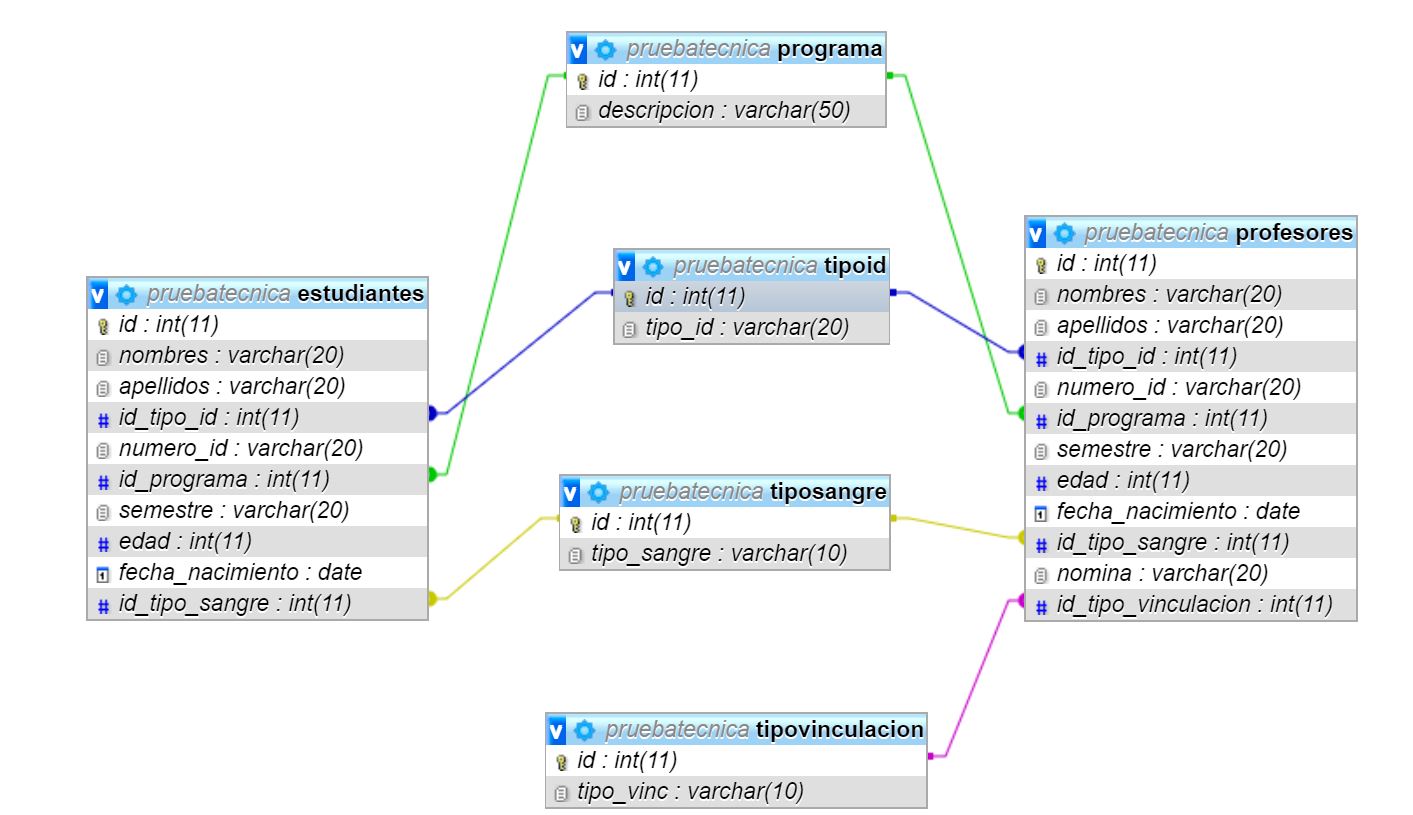 pruebatecnica programa
id : int(11)
descripcion : varchar(50)
pruebatecnica estudiantes
id : int(11)
nombres : varchar(20)
apellidos : varchar(20)
id_tipo_id : int(11)
numero_id : varchar(20)
id_programa : int(11)
semestre : varchar(20)
edad : int(11)
fecha_nacimiento : date
id_tipo_sangre : int(11)
pruebatecnica tipoid
id : int(11)
tipo_id : varchar(20)
pruebatecnica tiposangre
id : int(11)
tipo_sangre : varchar(10)
pruebatecnica tipovinculacion
id : int(11)
tipo_vinc : varchar(10)
pruebatecnica profesores
id : int(11)
nombres : varchar(20)
apellidos : varchar(20)
id_tipo_id : int(11)
numero_id : varchar(20)
id_programa : int(11)
semestre : varchar(20)
edad : int(11)
fecha_nacimiento : date
id_tipo_sangre : int(11)
nomina : varchar(20)
id_tipo_vinculacion : int(11)